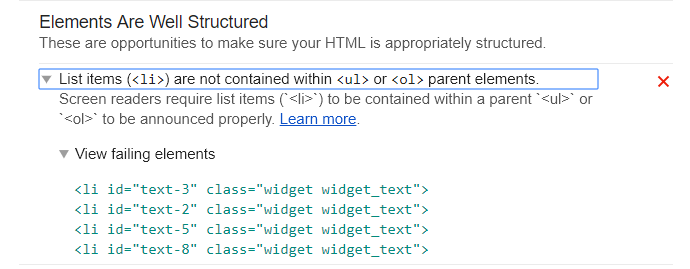 Elements Are Well Structured
These are opportunities to make sure your HTML is appropriately structured.
List items (<li>) are not contained within <ul> or <ol> parent elements.
Screen readers require list items (`<li>`) to be contained within a parent `<ul>` or
`<ol>` to be announced properly. Learn more.
View failing elements
<li id="text-3" class="widget widget_text">
<li id="text-2" class="widget widget_text">
<li id="text-5" class="widget widget_text">
<li id="text-8" class="widget widget_text">